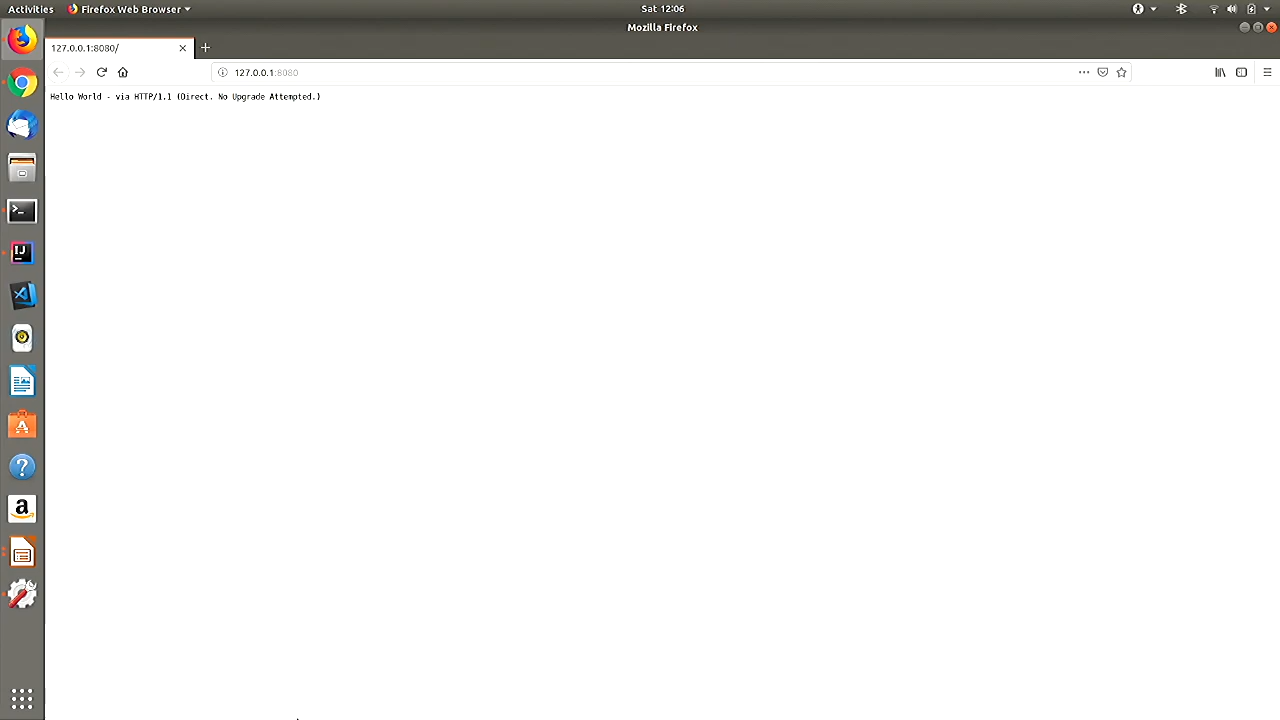 Activities
Firefox Web Browser
Sat 12:06
Mozilla Firefox
127.0.0.1:8080/
127.0.0.1:8080
Hello World - via HTTP/1.1 (Direct. No Upgrade Attempted.)
>_
IJ
A
?
a